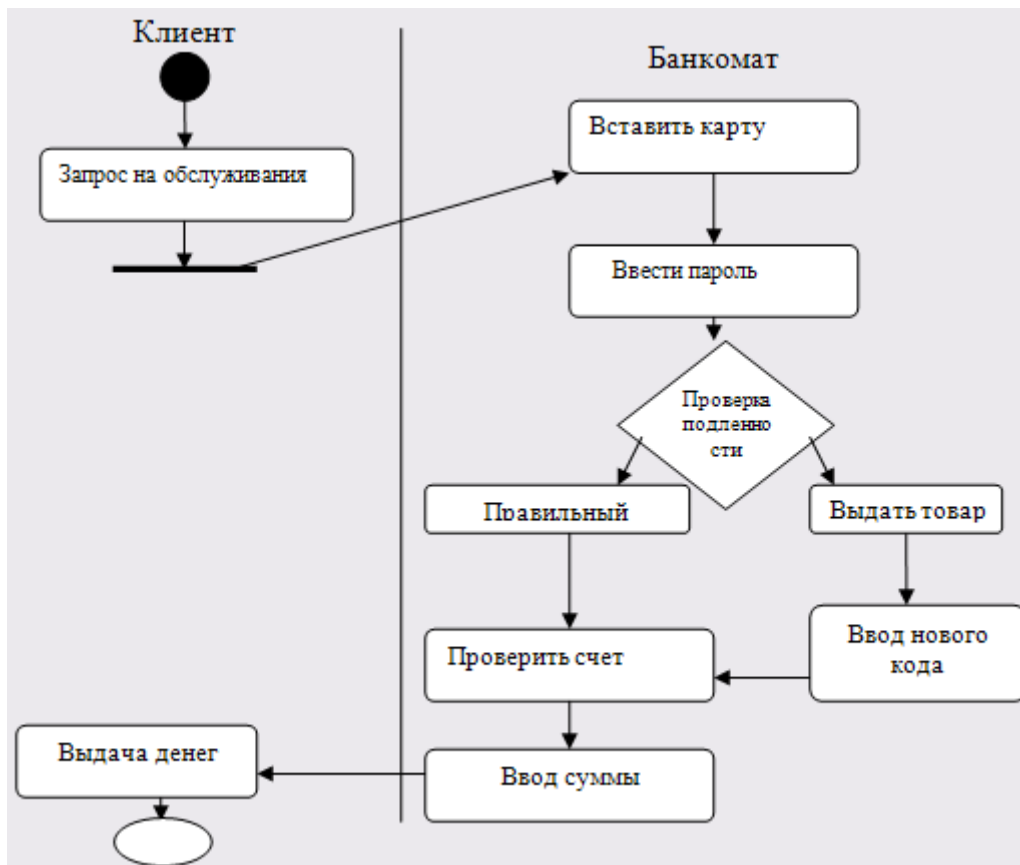 Клиент
Банкомат
Вставить карту
Запрос на обслуживания
Ввести пароль
Проверка
подленно
сти
Правильный
Выдать товар
Ввод нового
кода
Проверить счет
Выдача денег
Ввод суммы